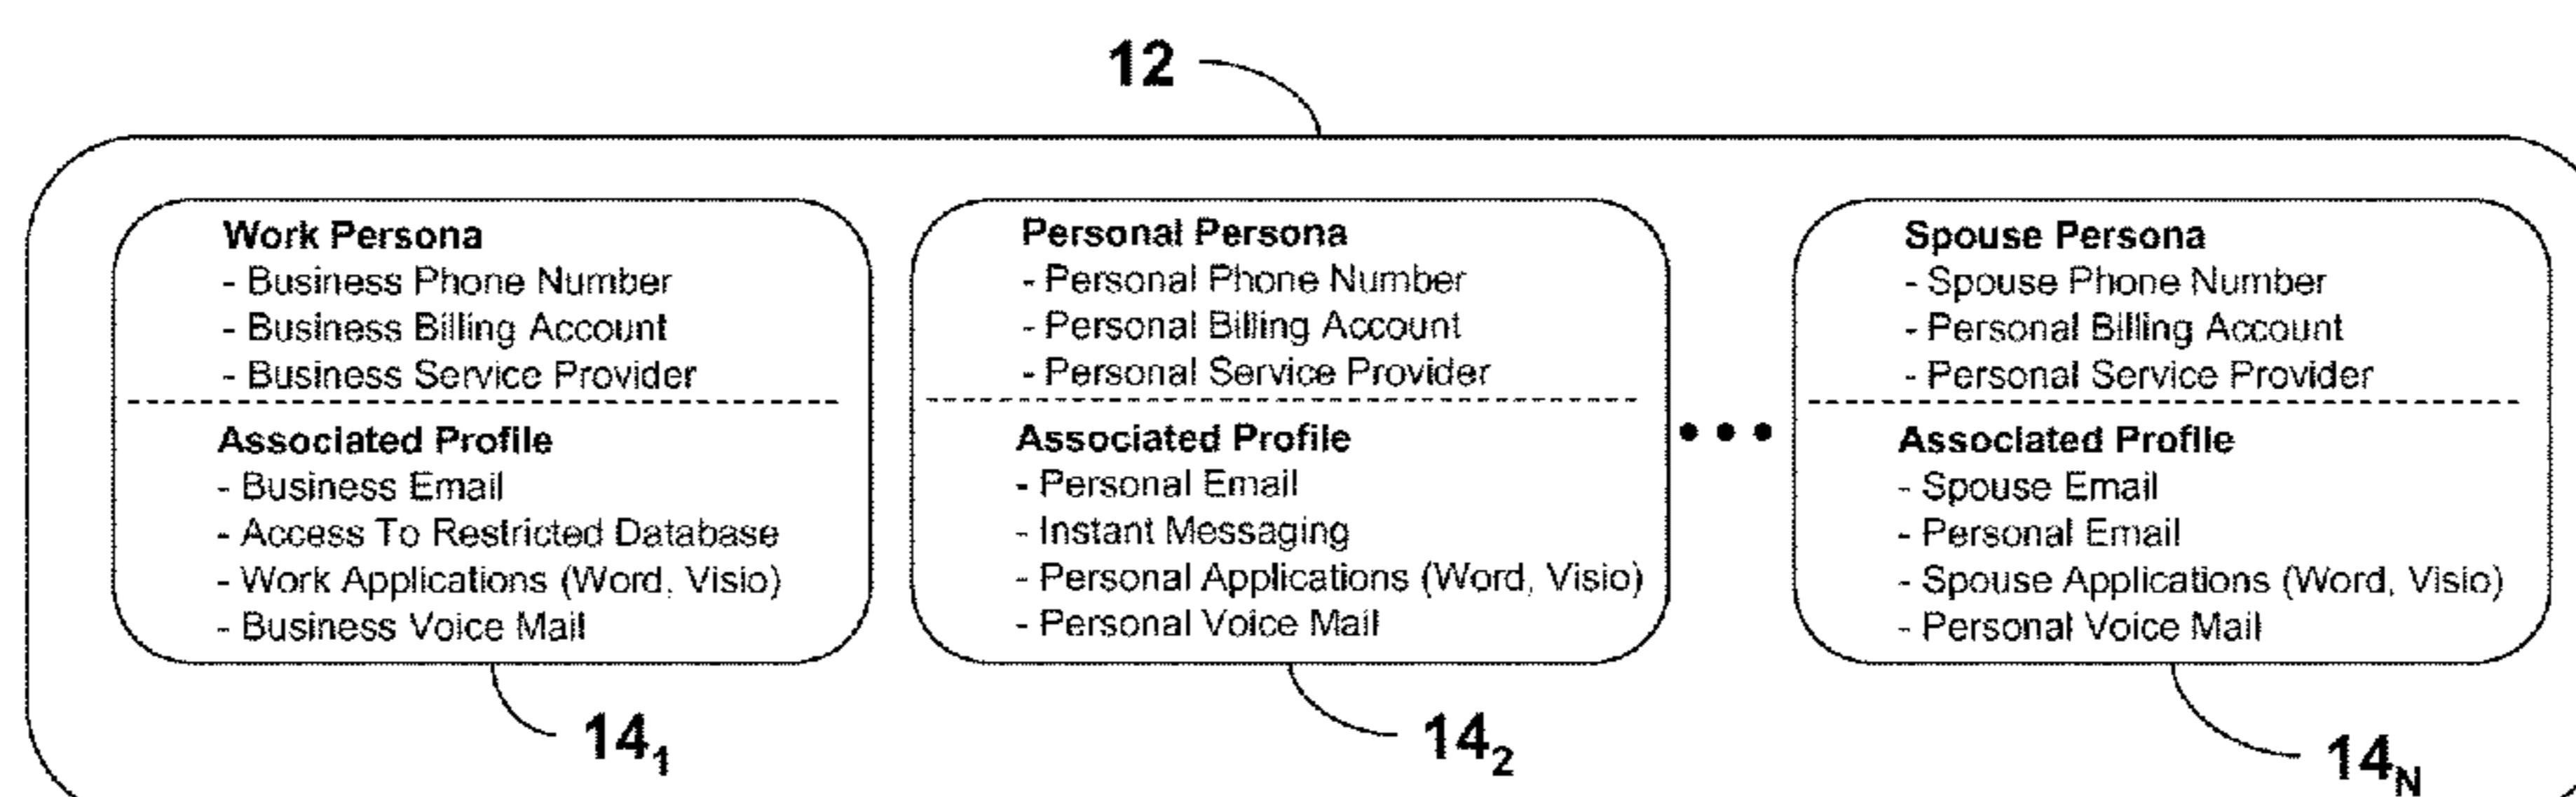 12
Work Persona
- Business Phone Number
- Business Billing Account
- Business Service Provider
Associated Profile
- Business Email
- Access To Restricted Database
- Work Applications (Word, Visio)
- Business Voice Mail
14₁
Personal Persona
- Personal Phone Number
- Personal Billing Account
- Personal Service Provider
Associated Profile
- Personal Email
- Instant Messaging
- Personal Applications (Word, Visio)
- Personal Voice Mail
14₂
•••
Spouse Persona
- Spouse Phone Number
- Personal Billing Account
- Personal Service Provider
Associated Profile
- Spouse Email
- Personal Email
- Spouse Applications (Word, Visio)
- Personal Voice Mail
14N